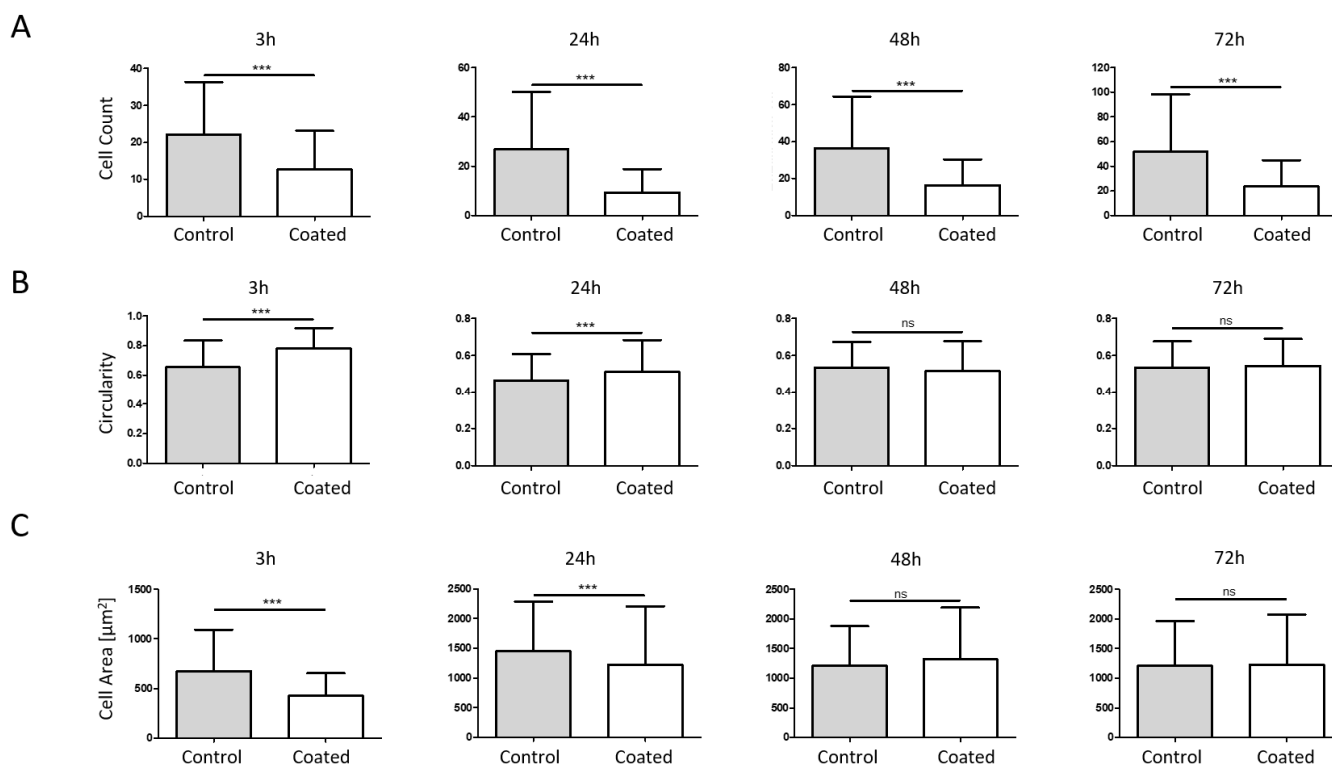 A
3h 24h 48h 72h
Cell Count
40 30 20 10 0
***
Control Coated
60 40 20 0
***
Control Coated
80 60 40 20 0
***
Control Coated
120 100 80 60 40 20 0
***
Control Coated
B
3h 24h 48h 72h
Circularity
1.0 0.8 0.6 0.4 0.2 0.0
***
Control Coated
0.8 0.6 0.4 0.2 0.0
***
Control Coated
0.8 0.6 0.4 0.2 0.0
ns
Control Coated
0.8 0.6 0.4 0.2 0.0
ns
Control Coated
C
3h 24h 48h 72h
Cell Area [µm²]
1500 1000 500 0
***
Control Coated
2500 2000 1500 1000 500 0
***
Control Coated
2500 2000 1500 1000 500 0
ns
Control Coated
2500 2000 1500 1000 500 0
ns
Control Coated